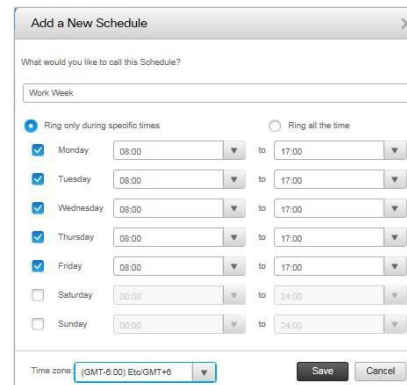 Add a New Schedule
What would you like to call this Schedule?
Work Week
Ring only during specific times Ring all the time
Monday 08:00 to 17:00
Tuesday 08:00 to 17:00
Wednesday 08:00 to 17:00
Thursday 08:00 to 17:00
Friday 08:00 to 17:00
Saturday 00:00 to 24:00
Sunday 00:00 to 24:00
Time zone: (GMT-6:00) Etc/GMT+6 Save Cancel